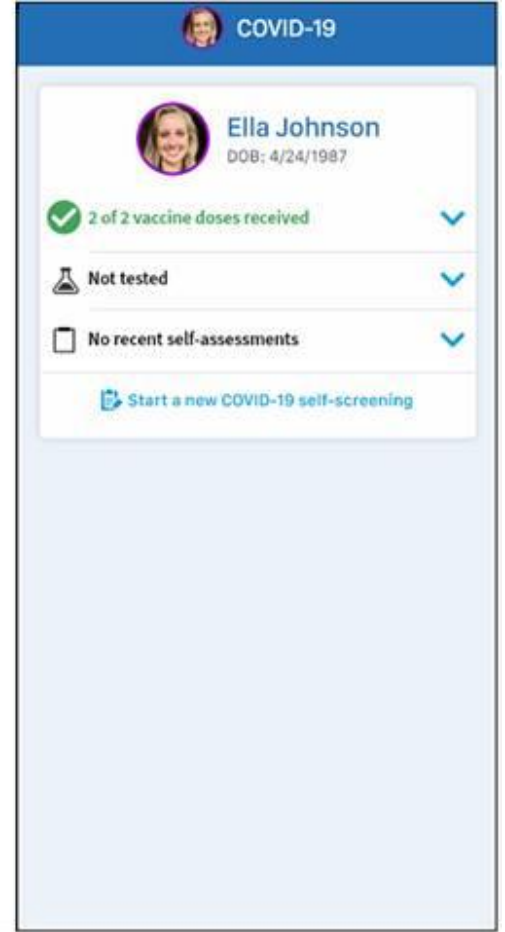 COVID-19
Ella Johnson
DOB: 4/24/1987
2 of 2 vaccine doses received
Not tested
No recent self-assessments
Start a new COVID-19 self-screening